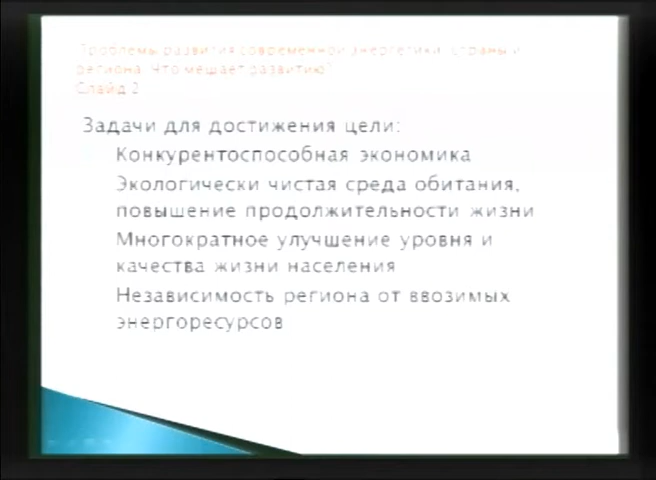 Проблемы развития современной энергетики страны и
региона. Что мешает развитию?
Слайд 2
Задачи для достижения цели:
Конкурентоспособная экономика
Экологически чистая среда обитания,
повышение продолжительности жизни
Многократное улучшение уровня и
качества жизни населения
Независимость региона от ввозимых
энергоресурсов